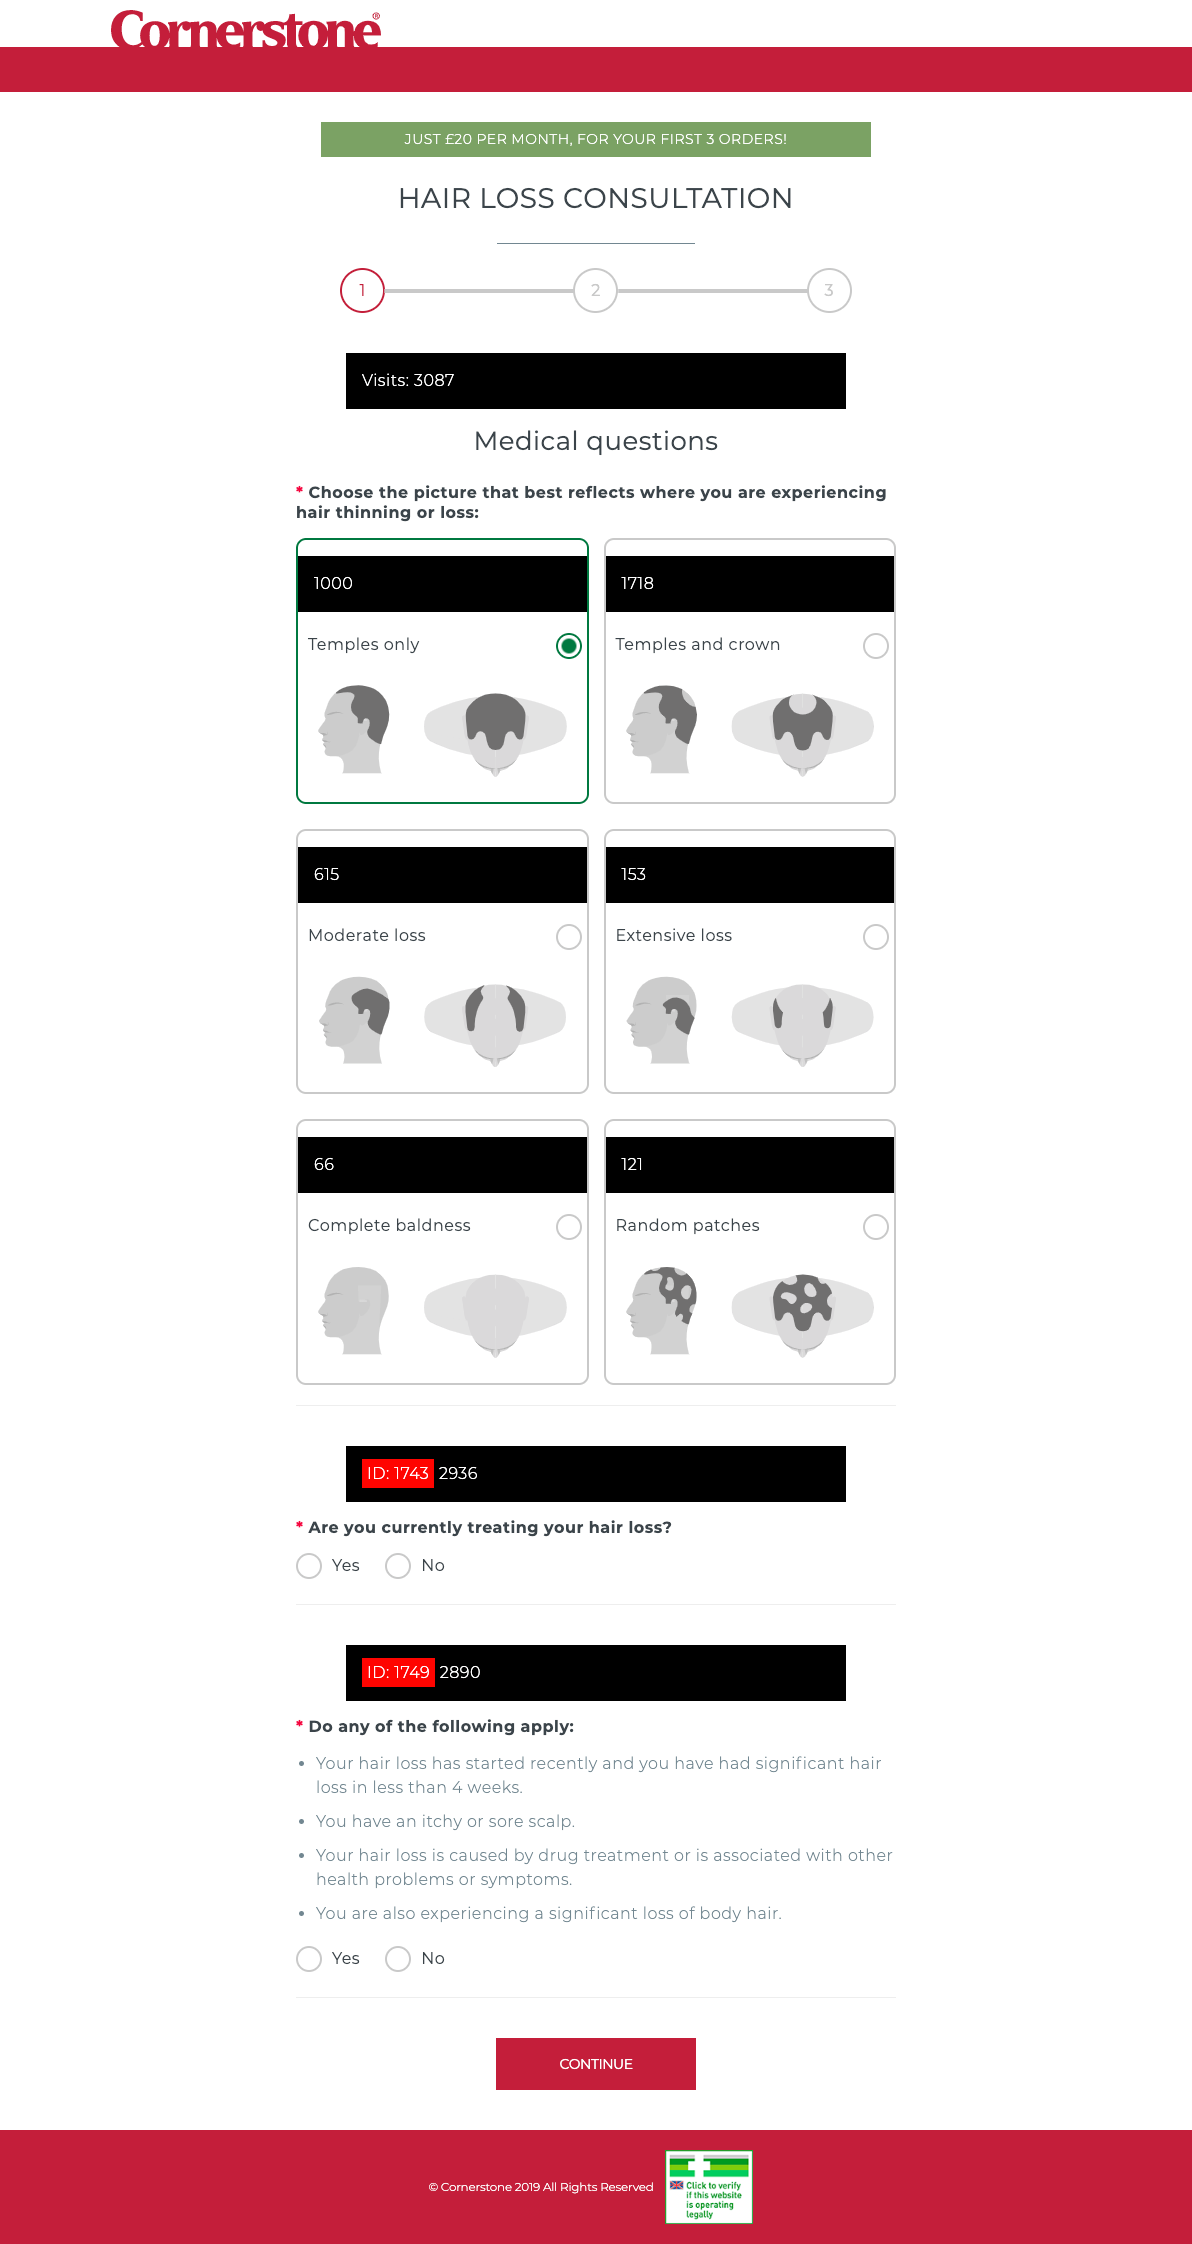 Cornerstone®
JUST £20 PER MONTH, FOR YOUR FIRST 3 ORDERS!
HAIR LOSS CONSULTATION
1 2 3
Visits: 3087
Medical questions
* Choose the picture that best reflects where you are experiencing
hair thinning or loss:
1000
Temples only
1718
Temples and crown
615
Moderate loss
153
Extensive loss
66
Complete baldness
121
Random patches
ID: 1743 2936
* Are you currently treating your hair loss?
Yes No
ID: 1749 2890
* Do any of the following apply:
• Your hair loss has started recently and you have had significant hair
loss in less than 4 weeks.
• You have an itchy or sore scalp.
• Your hair loss is caused by drug treatment or is associated with other
health problems or symptoms.
• You are also experiencing a significant loss of body hair.
Yes No
CONTINUE
© Cornerstone 2019 All Rights Reserved
Click to verify
if this website
is operating
legally